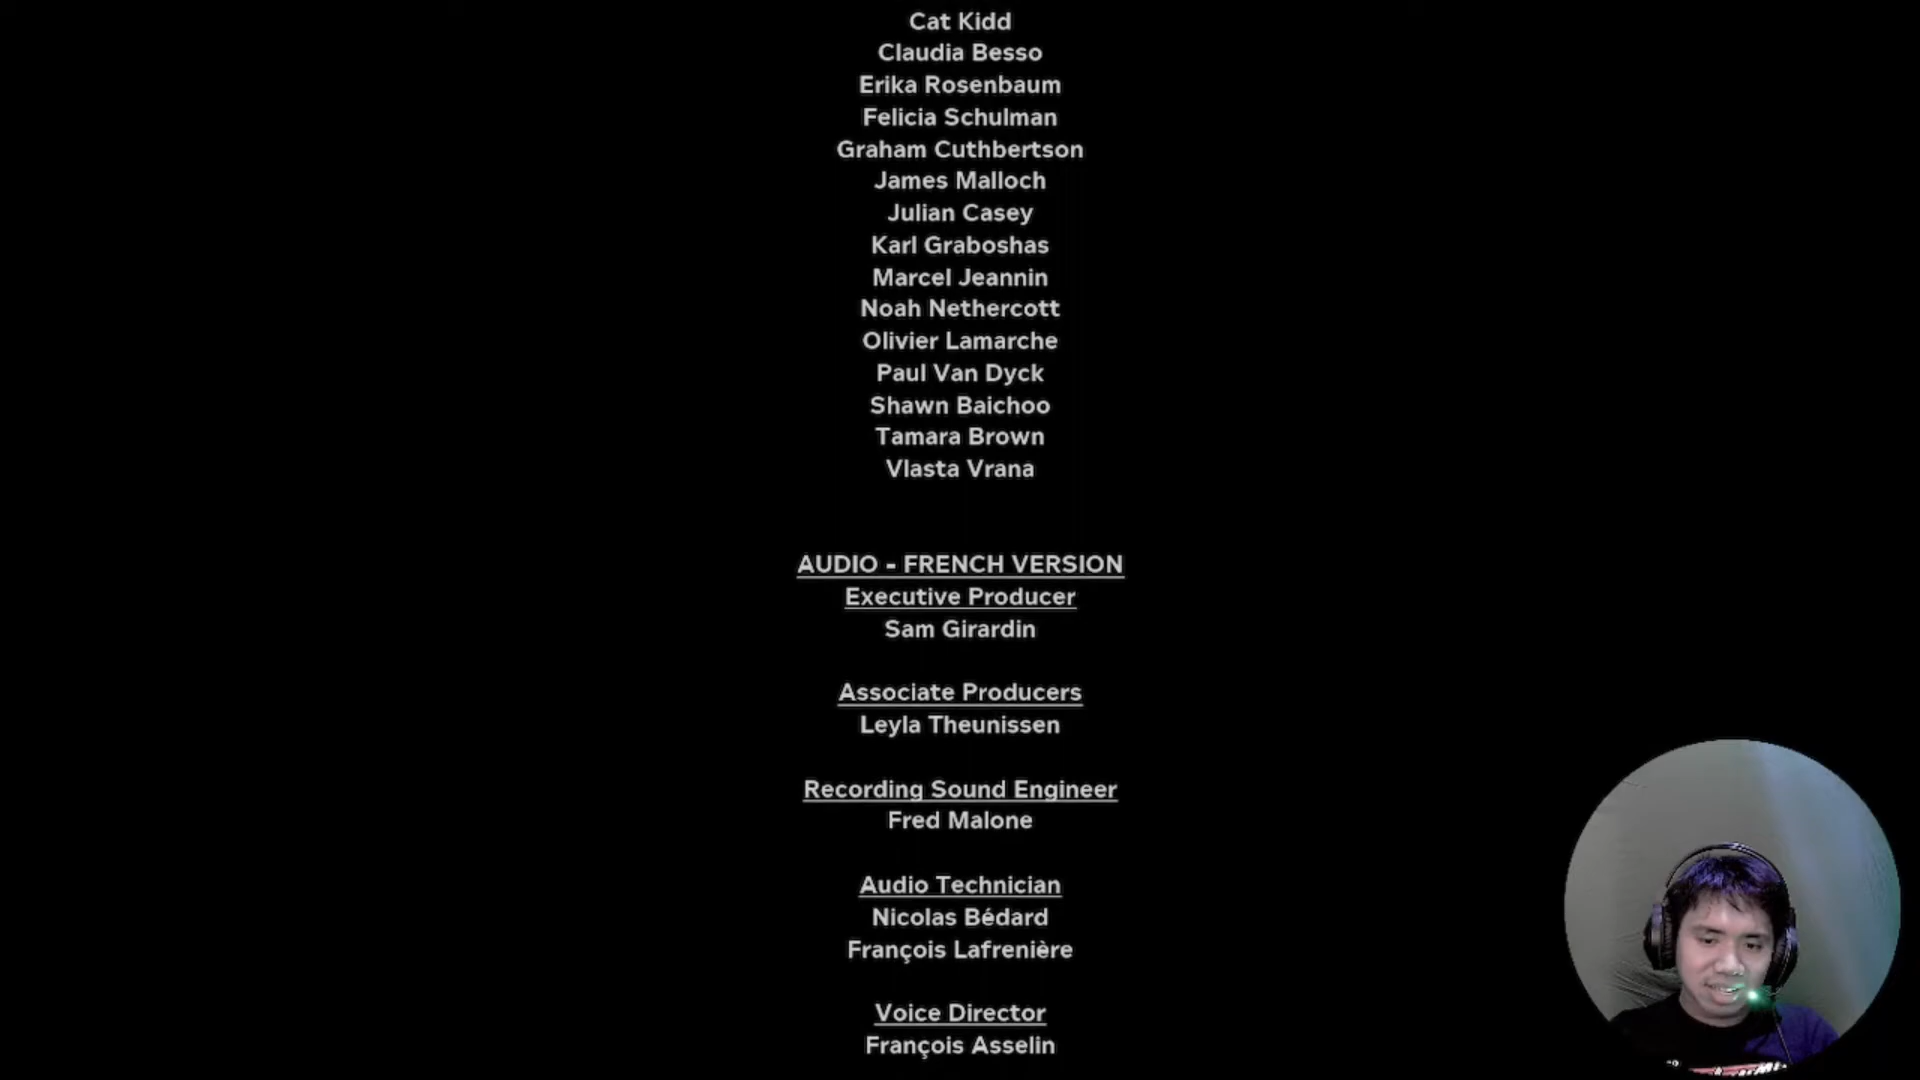 Cat Kidd
Claudia Besso
Erika Rosenbaum
Felicia Schulman
Graham Cuthbertson
James Malloch
Julian Casey
Karl Graboshas
Marcel Jeannin
Noah Nethercott
Olivier Lamarche
Paul Van Dyck
Shawn Baichoo
Tamara Brown
Vlasta Vrana
AUDIO - FRENCH VERSION
Executive Producer
Sam Girardin
Associate Producers
Leyla Theunissen
Recording Sound Engineer
Fred Malone
Audio Technician
Nicolas Bédard
François Lafrenière
Voice Director
François Asselin